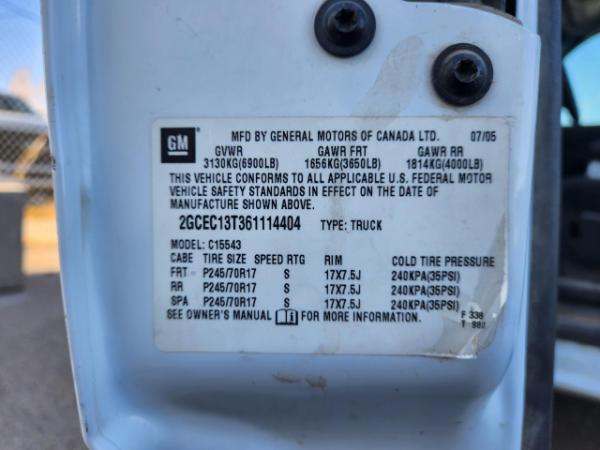 GM
MFD BY GENERAL MOTORS OF CANADA LTD. 07/05
GVWR GAWR FRT GAWR RR
3130KG(6900LB) 1656KG(3650LB) 1814KG(4000LB)
THIS VEHICLE CONFORMS TO ALL APPLICABLE U.S. FEDERAL MOTOR
VEHICLE SAFETY STANDARDS IN EFFECT ON THE DATE OF
MANUFACTURE SHOWN ABOVE.
2GCEC13T361114404 TYPE: TRUCK
MODEL: C15543
CABE TIRE SIZE SPEED RTG RIM COLD TIRE PRESSURE
FRT P245/70R17 S 17X7.5J 240KPA(35PSI)
RR P245/70R17 S 17X7.5J 240KPA(35PSI)
SPA P245/70R17 S 17X7.5J 240KPA(35PSI)
SEE OWNER'S MANUAL i FOR MORE INFORMATION. F 338
T 980